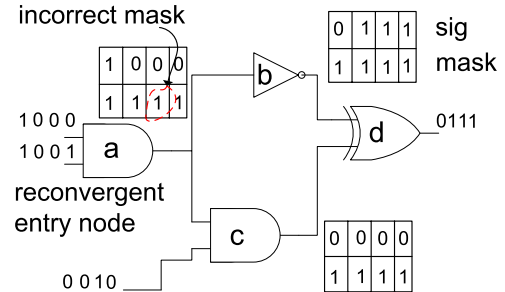 incorrect mask
1 0 0 0
1 1 1 1
0 1 1 1 sig
1 1 1 1 mask
b
1 0 0 0
1 0 0 1
a
d
0111
reconvergent
entry node
c
0 0 0 0
1 1 1 1
0 0 1 0